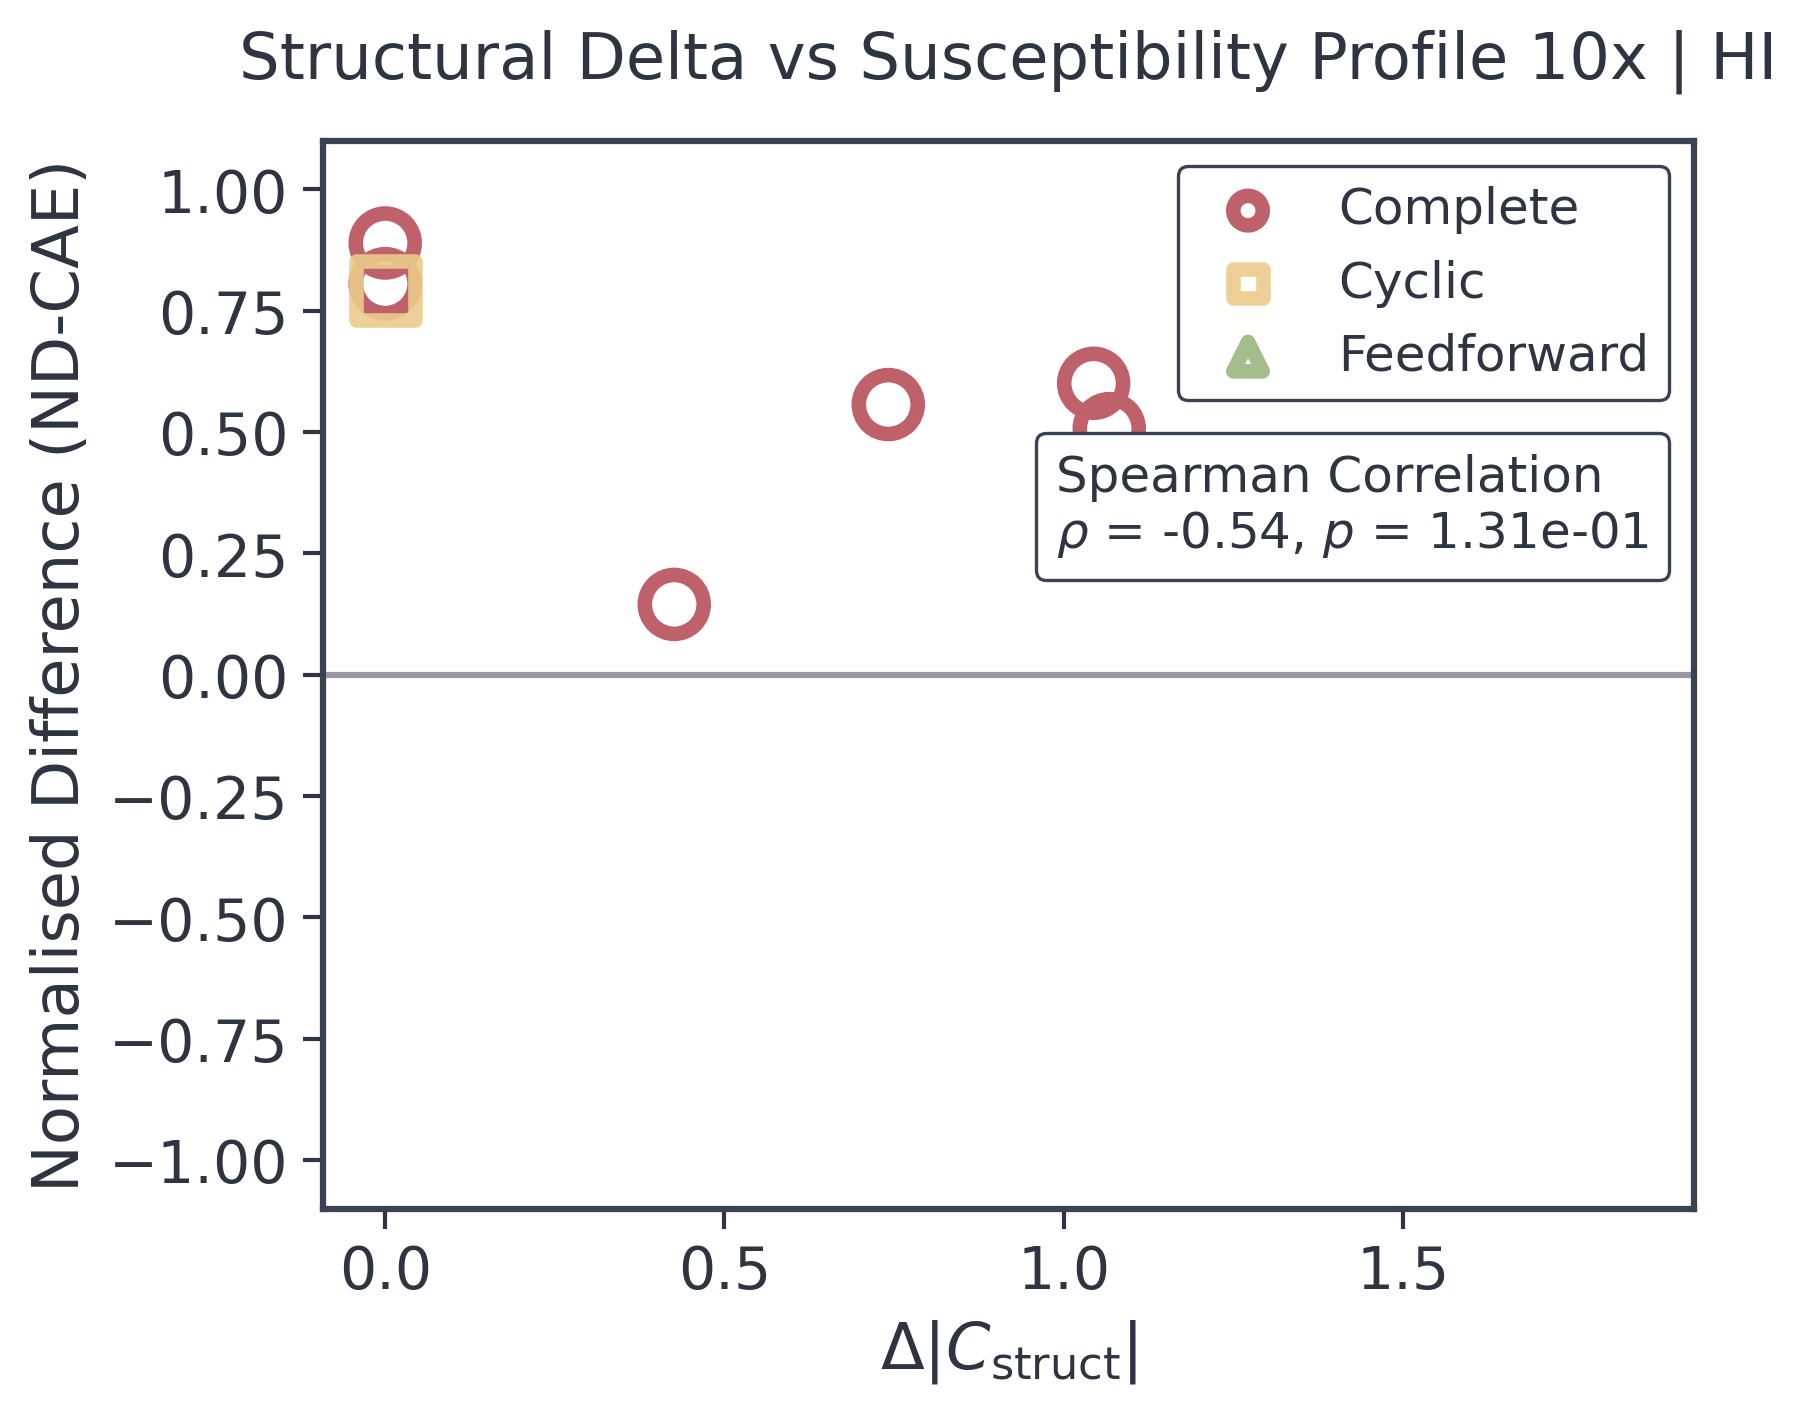 Structural Delta vs Susceptibility Profile 10x | HI
Normalised Difference (ND-CAE)
1.00
0.75
0.50
0.25
0.00
−0.25
−0.50
−0.75
−1.00
Complete
Cyclic
Feedforward
Spearman Correlation
ρ = -0.54, p = 1.31e-01
0.0 0.5 1.0 1.5
Δ|C_struct|